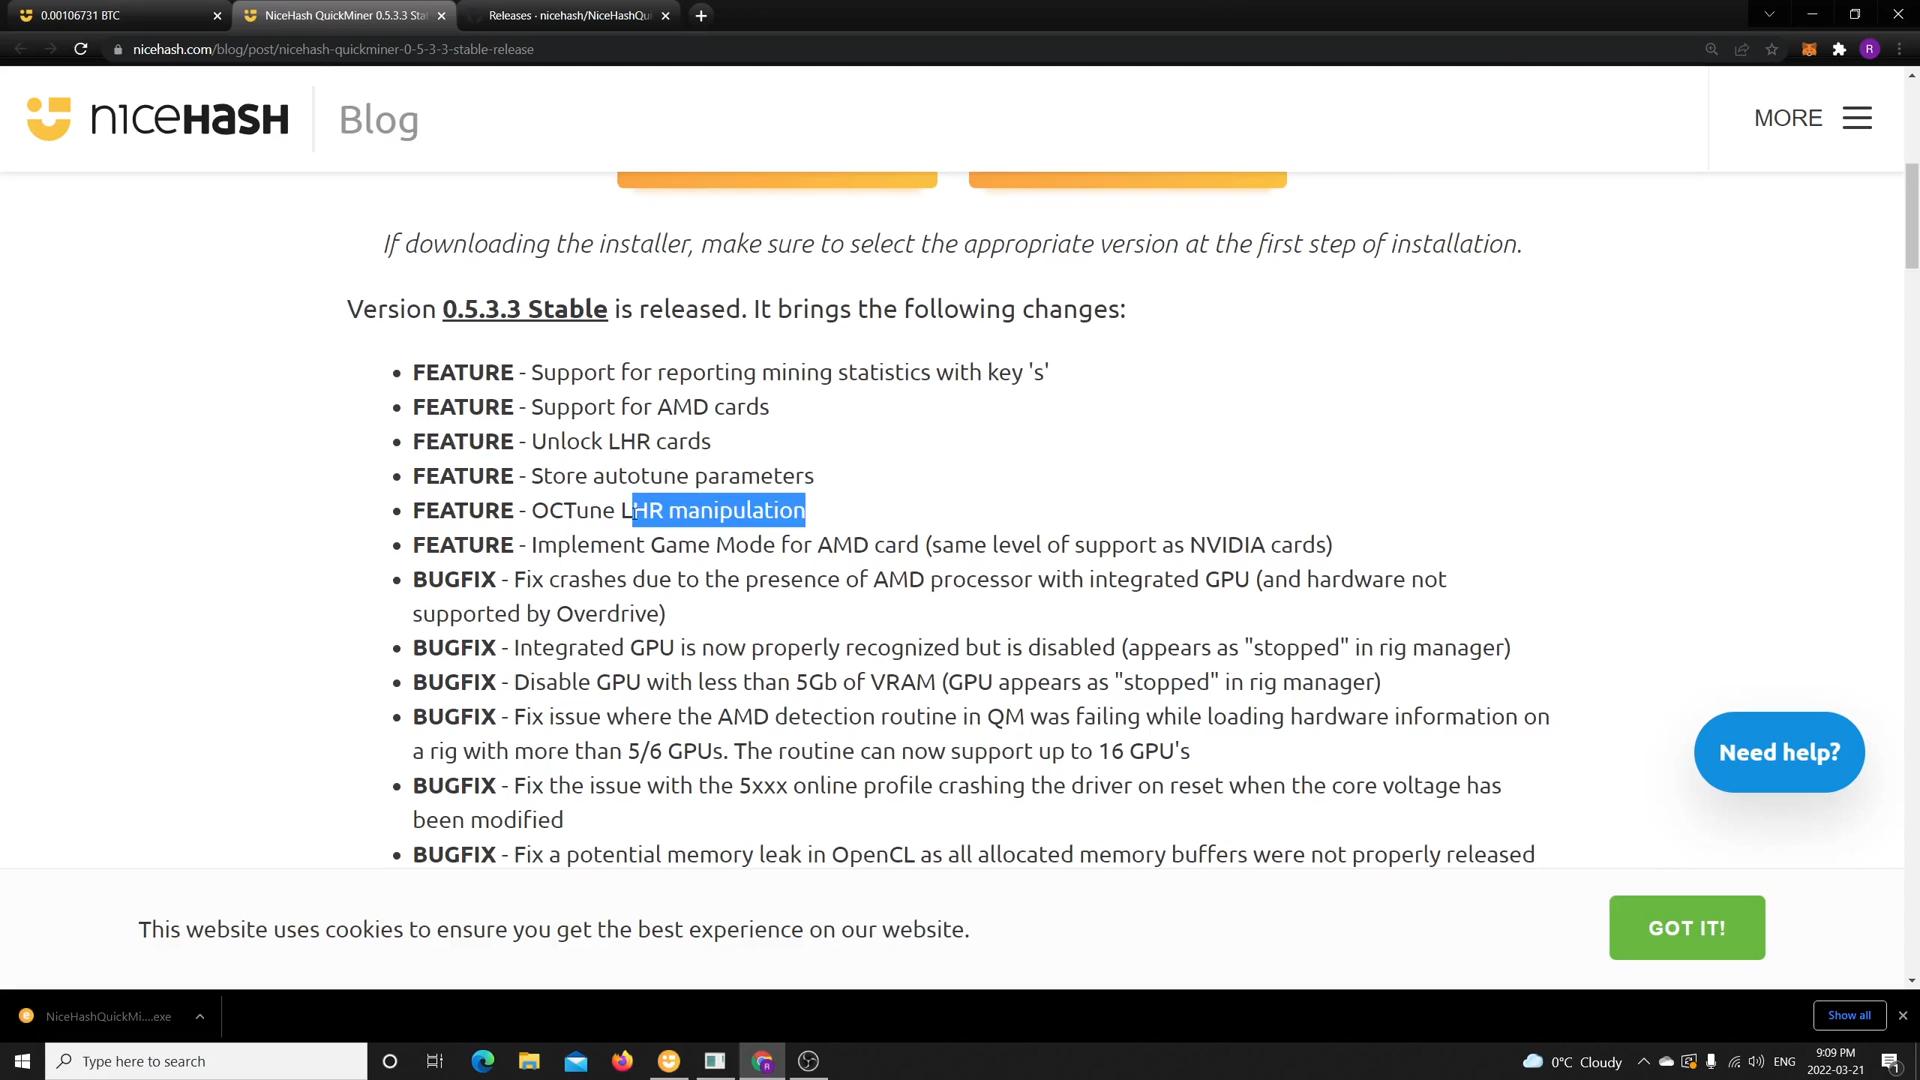 0.00106731 BTC
NiceHash QuickMiner 0.5.3.3 Sta
Releases · nicehash/NiceHashQu
nicehash.com/blog/post/nicehash-quickminer-0-5-3-3-stable-release
R
niceHASH
Blog
MORE
If downloading the installer, make sure to select the appropriate version at the first step of installation.
Version 0.5.3.3 Stable is released. It brings the following changes:
• FEATURE - Support for reporting mining statistics with key 's'
• FEATURE - Support for AMD cards
• FEATURE - Unlock LHR cards
• FEATURE - Store autotune parameters
• FEATURE - OCTune LHR manipulation
• FEATURE - Implement Game Mode for AMD card (same level of support as NVIDIA cards)
• BUGFIX - Fix crashes due to the presence of AMD processor with integrated GPU (and hardware not
supported by Overdrive)
• BUGFIX - Integrated GPU is now properly recognized but is disabled (appears as "stopped" in rig manager)
• BUGFIX - Disable GPU with less than 5Gb of VRAM (GPU appears as "stopped" in rig manager)
• BUGFIX - Fix issue where the AMD detection routine in QM was failing while loading hardware information on
a rig with more than 5/6 GPUs. The routine can now support up to 16 GPU's
• BUGFIX - Fix the issue with the 5xxx online profile crashing the driver on reset when the core voltage has
been modified
• BUGFIX - Fix a potential memory leak in OpenCL as all allocated memory buffers were not properly released
Need help?
This website uses cookies to ensure you get the best experience on our website.
GOT IT!
NiceHashQuickMi....exe
Show all
Type here to search
R
0°C Cloudy
ENG
9:09 PM
2022-03-21
1